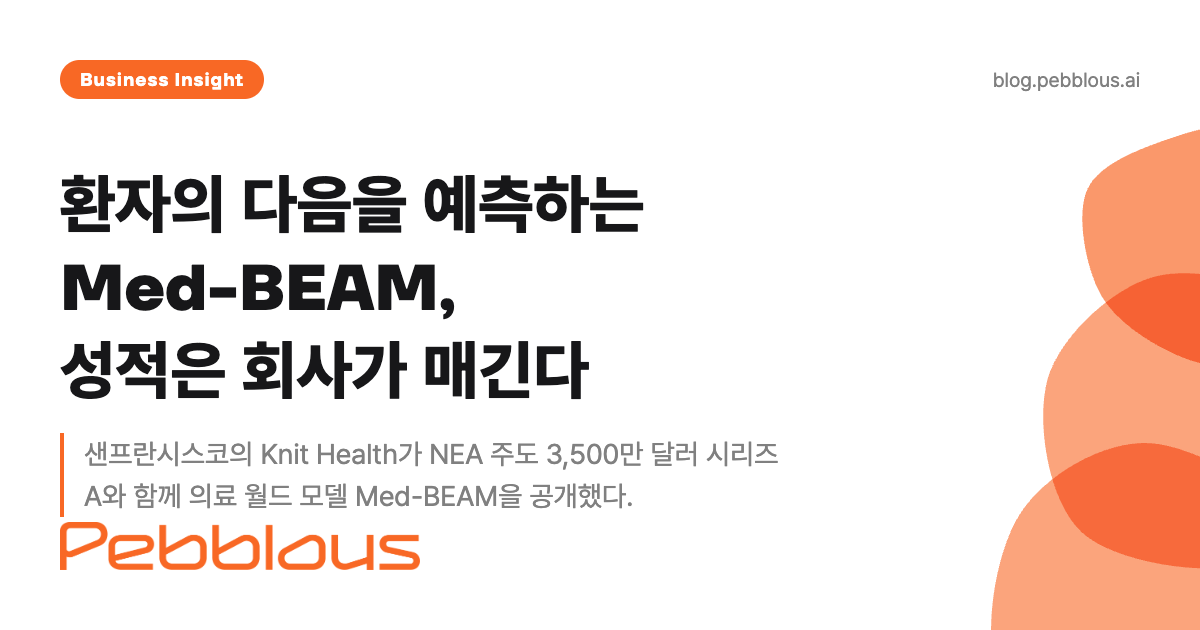 Business Insight
blog.pebblous.ai
환자의 다음을 예측하는
Med-BEAM,
성적은 회사가 매긴다
샌프란시스코의 Knit Health가 NEA 주도 3,500만 달러 시리즈
A와 함께 의료 월드 모델 Med-BEAM을 공개했다.
Pebblous